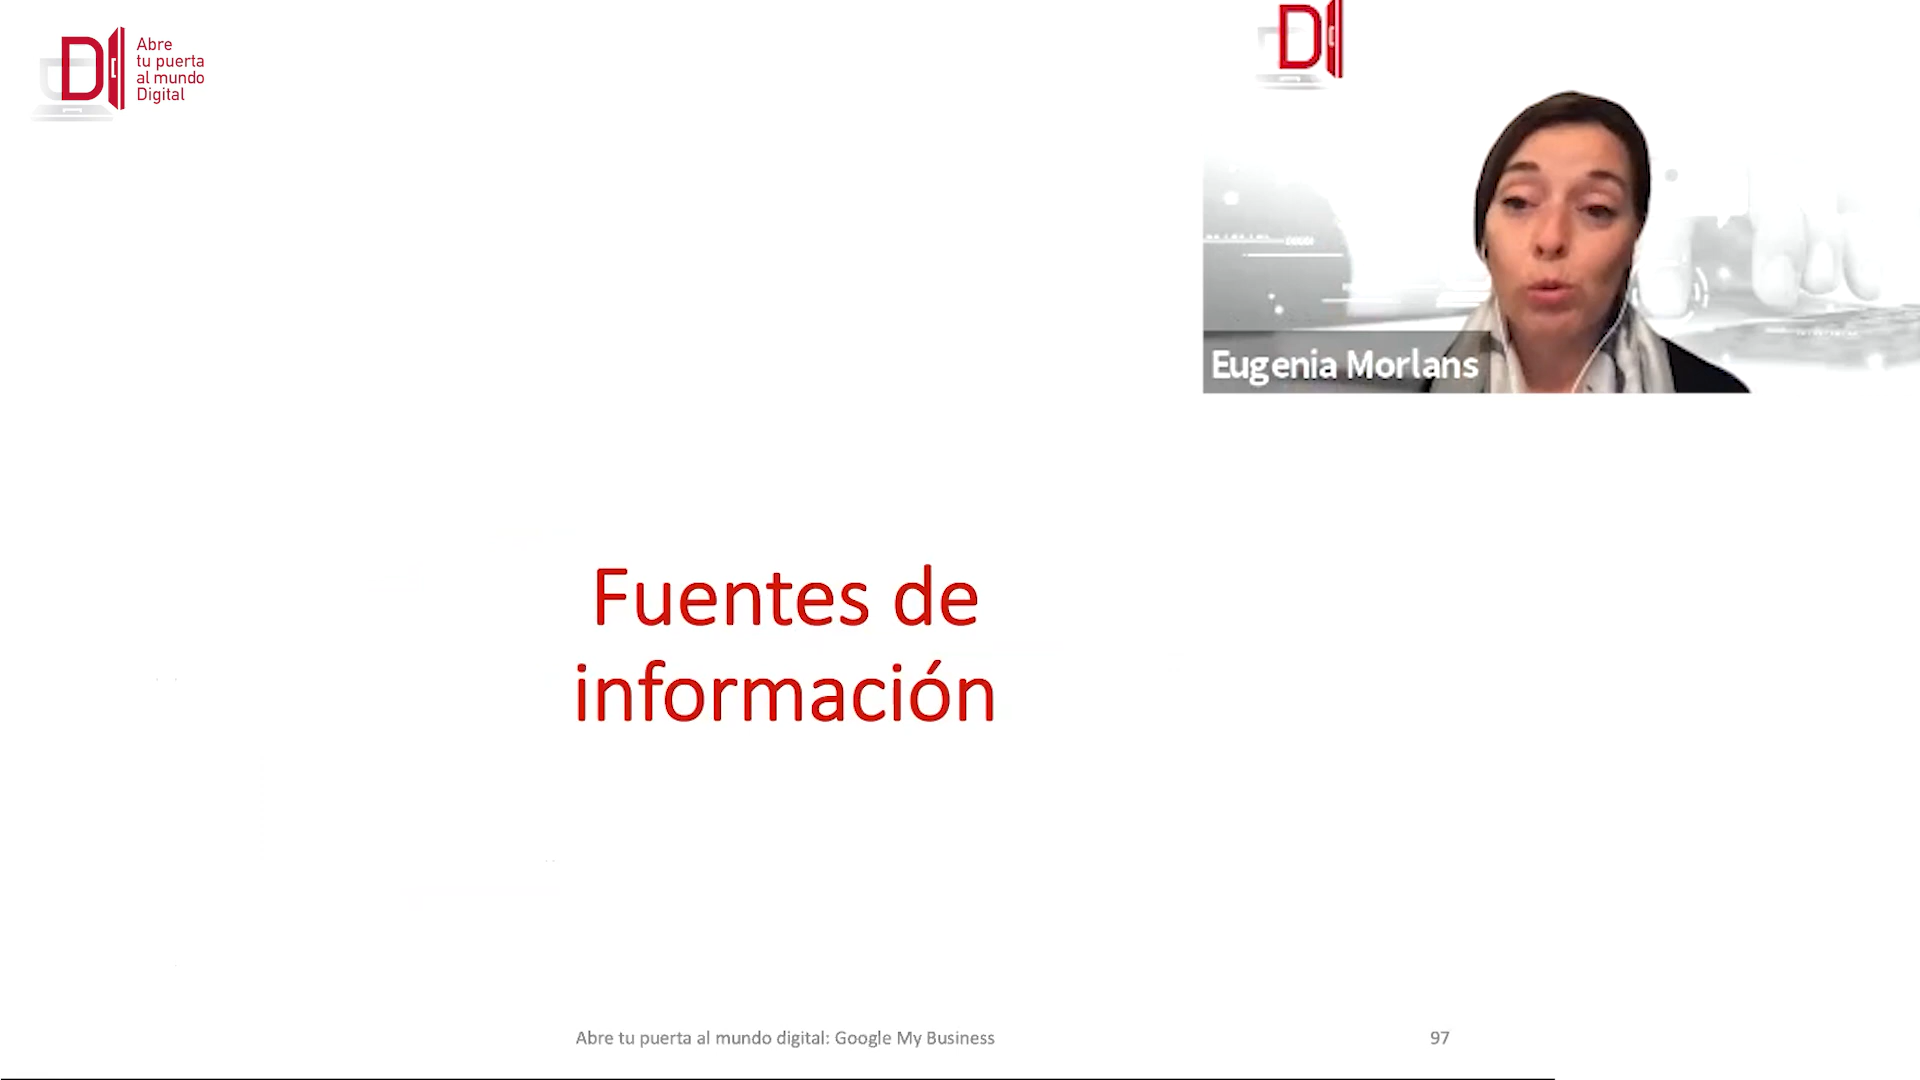 Abre
tu puerta
al mundo
Digital
Eugenia Morlans
Fuentes de
información
Abre tu puerta al mundo digital: Google My Business
97